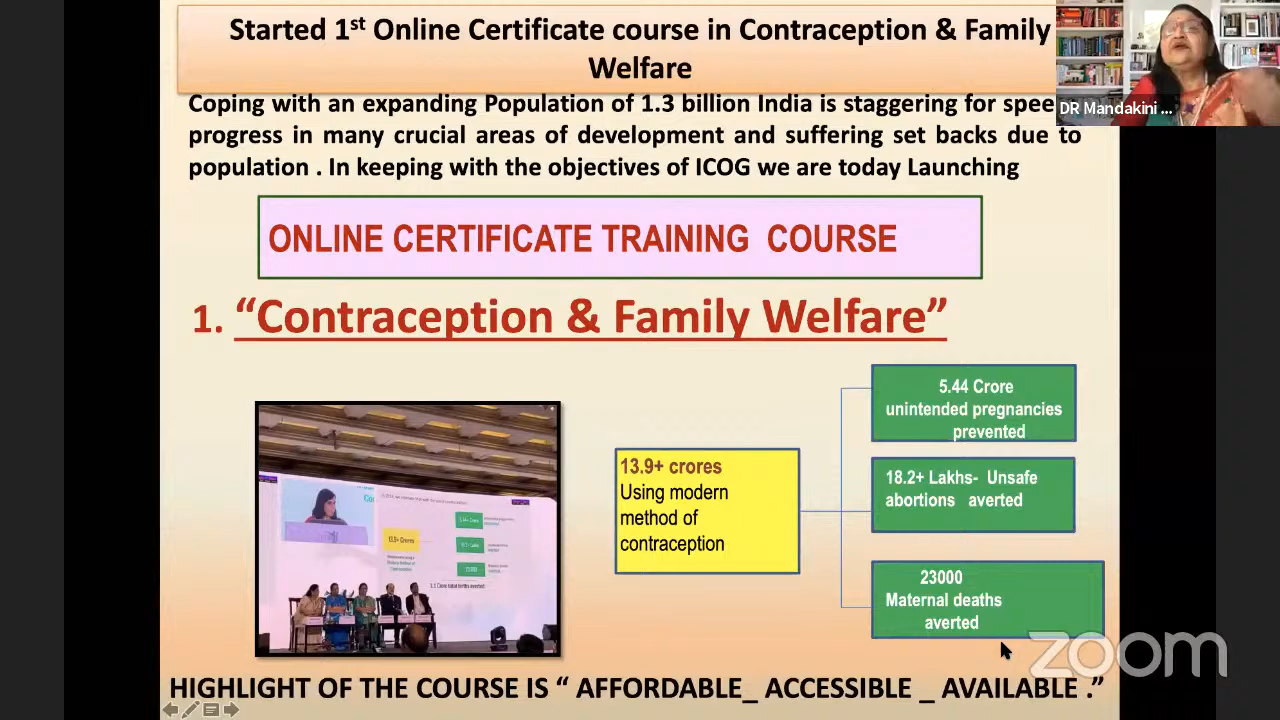 Started 1st Online Certificate course in Contraception & Family
Welfare
DR Mandakini ...
Coping with an expanding Population of 1.3 billion India is staggering for spee
progress in many crucial areas of development and suffering set backs due to
population . In keeping with the objectives of ICOG we are today Launching
ONLINE CERTIFICATE TRAINING COURSE
1. “Contraception & Family Welfare”
13.9+ crores
Using modern
method of
contraception
5.44 Crore
unintended pregnancies
prevented
18.2+ Lakhs- Unsafe
abortions averted
23000
Maternal deaths
averted
zoom
HIGHLIGHT OF THE COURSE IS “ AFFORDABLE_ ACCESSIBLE _ AVAILABLE .”